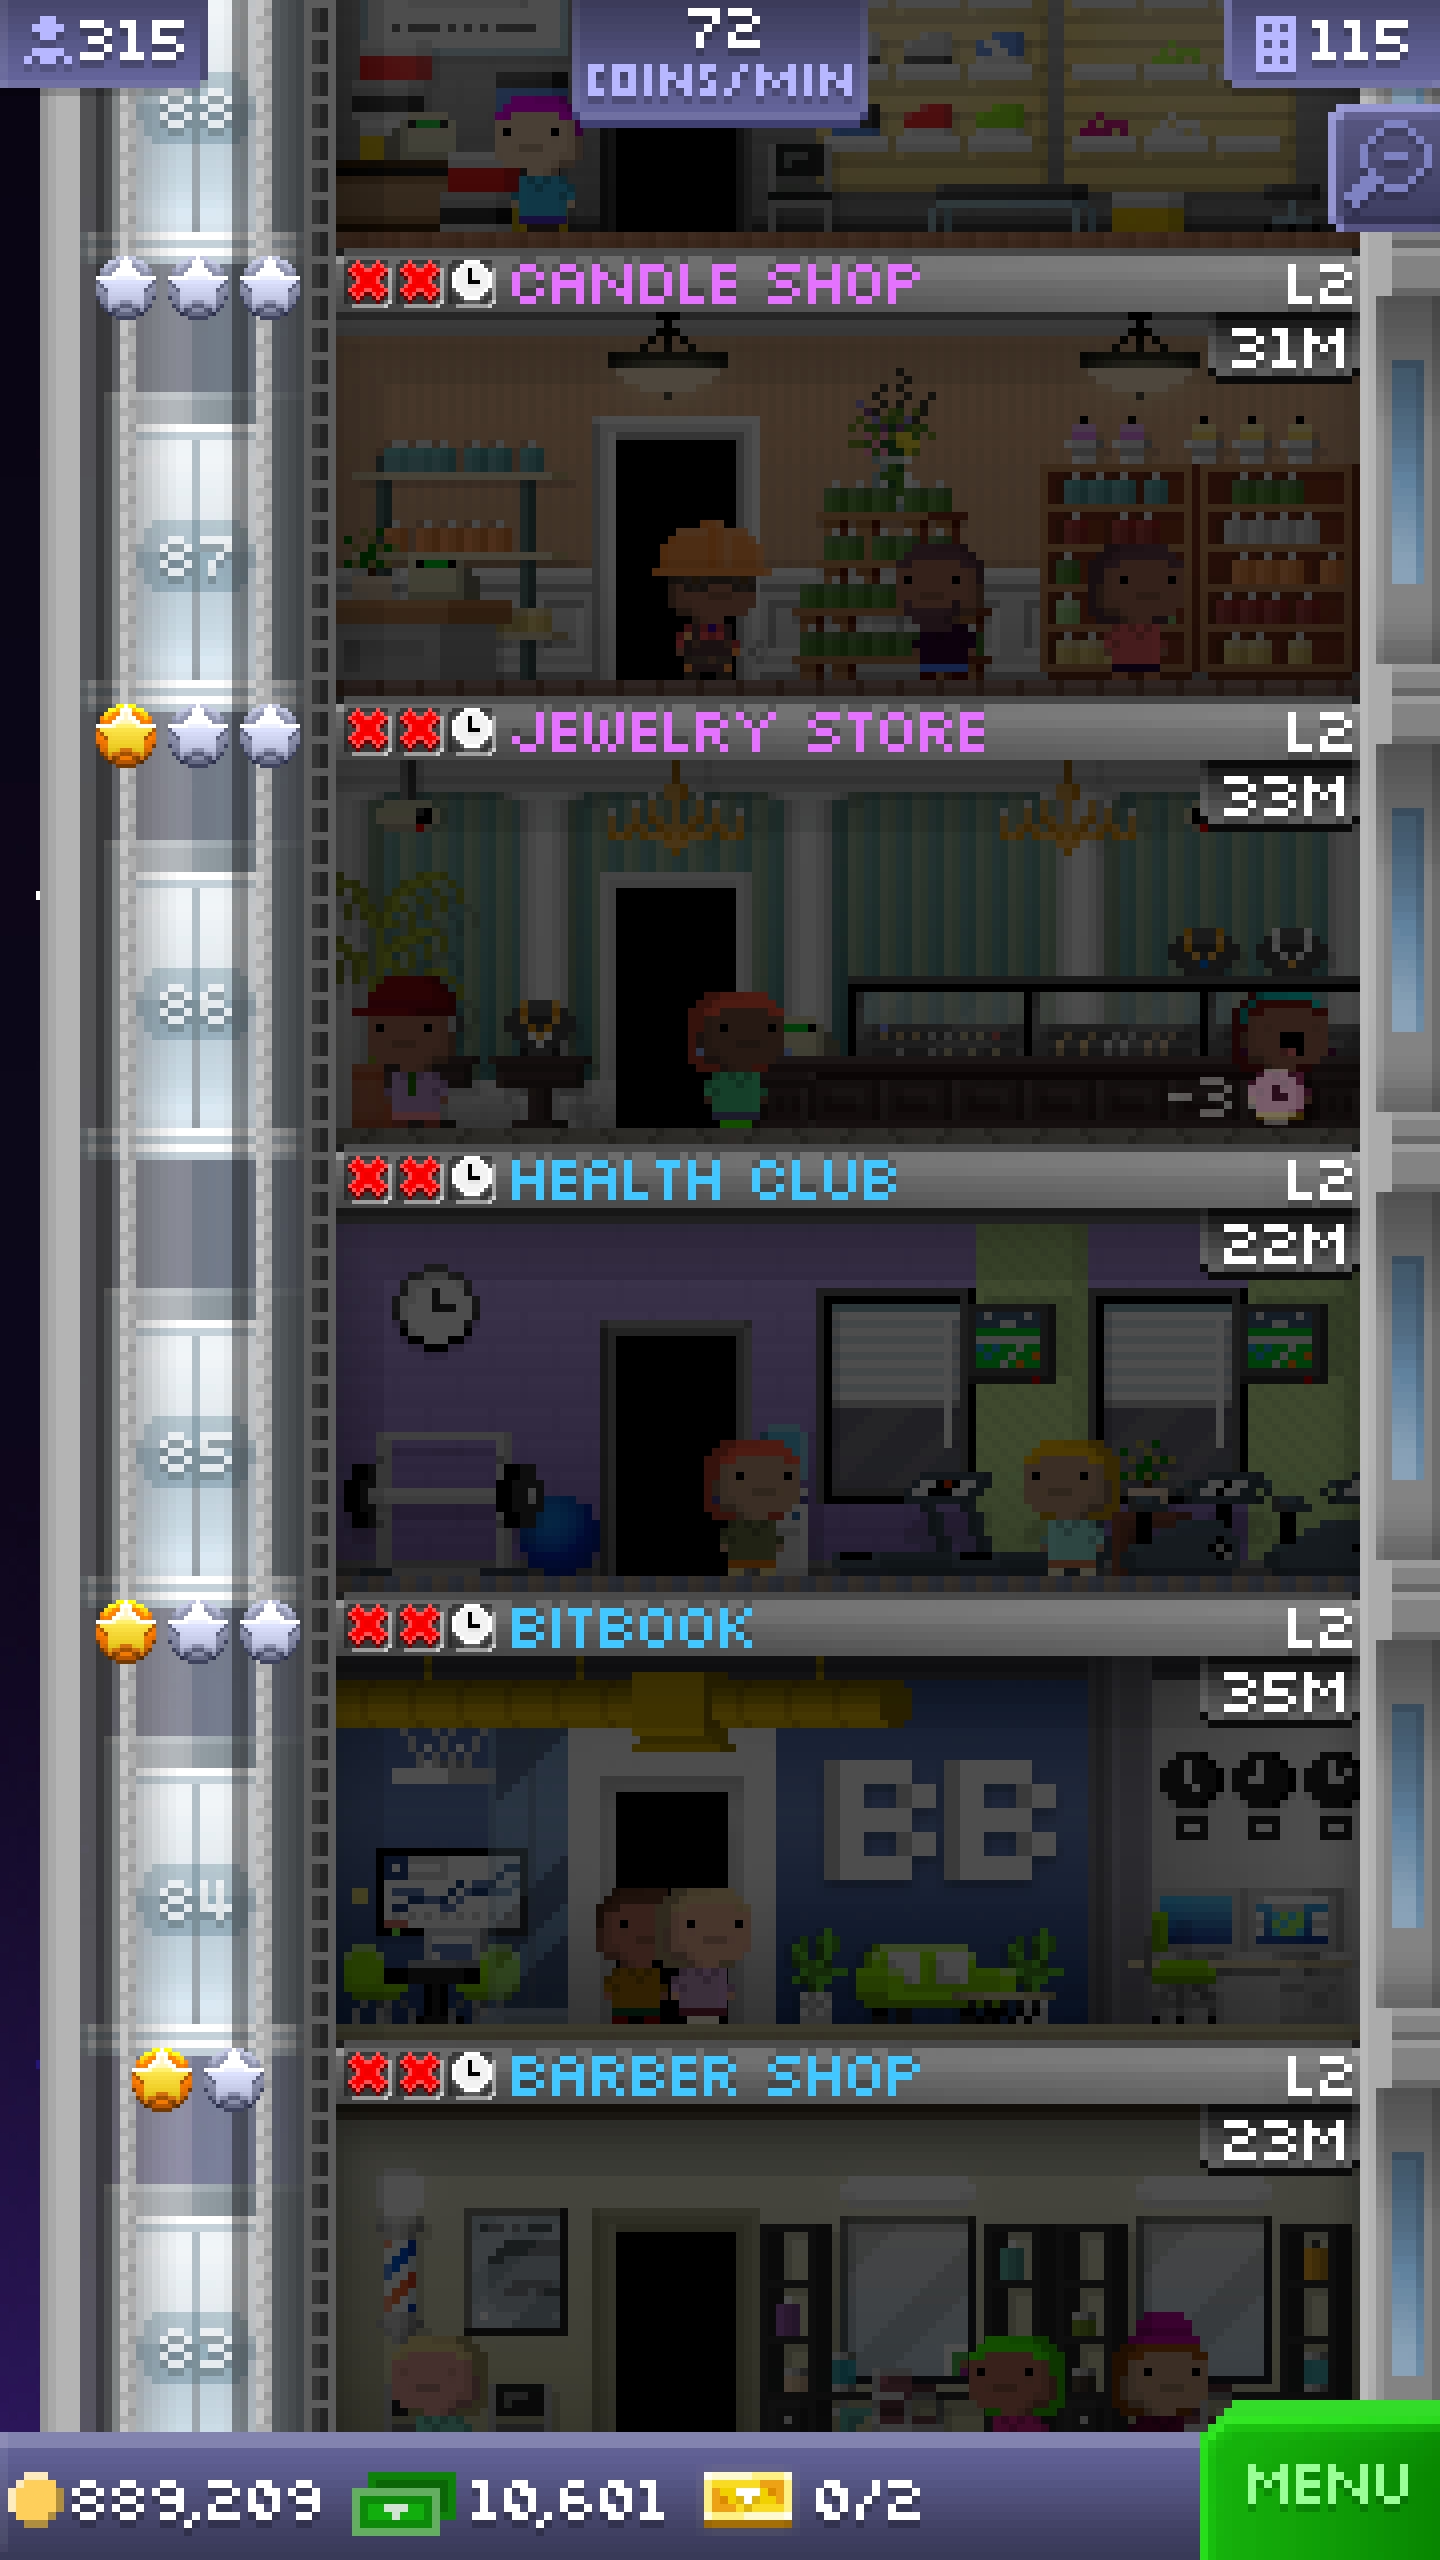 315
72
COINS/MIN
115
88
CANDLE SHOP L2
31M
87
JEWELRY STORE L2
33M
86
-3
HEALTH CLUB L2
22M
85
BITBOOK L2
35M
BB
84
BARBER SHOP L2
23M
83
889,209 10,601 0/2 MENU